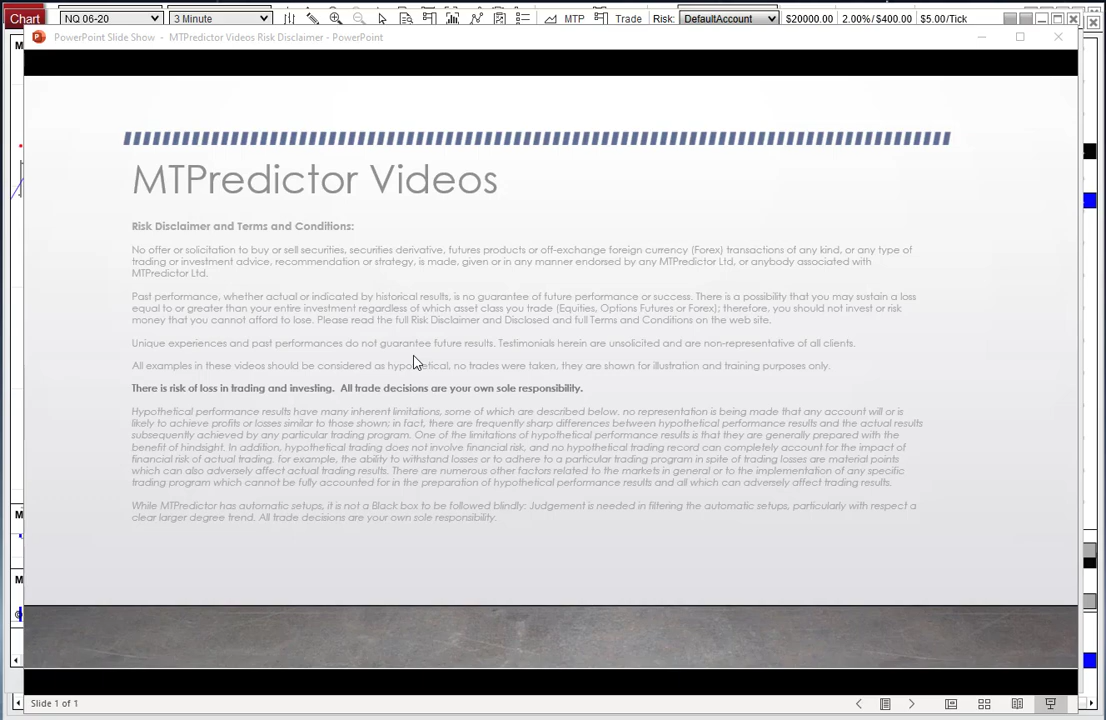 Chart NQ 06-20 3 Minute MTP Trade Risk: DefaultAccount $20000.00 2.00%/$400.00 $5.00/Tick
PowerPoint Slide Show - MTPredictor Videos Risk Disclaimer - PowerPoint
MTPredictor Videos
Risk Disclaimer and Terms and Conditions:
No offer or solicitation to buy or sell securities, securities derivative, futures products or off-exchange foreign currency (Forex) transactions of any kind, or any type of
trading or investment advice, recommendation or strategy, is made, given or in any manner endorsed by any MTPredictor Ltd, or anybody associated with
MTPredictor Ltd.
Past performance, whether actual or indicated by historical results, is no guarantee of future performance or success. There is a possibility that you may sustain a loss
equal to or greater than your entire investment regardless of which asset class you trade (Equities, Options Futures or Forex); therefore, you should not invest or risk
money that you cannot afford to lose. Please read the full Risk Disclaimer and Disclosed and full Terms and Conditions on the web site.
Unique experiences and past performances do not guarantee future results. Testimonials herein are unsolicited and are non-representative of all clients.
All examples in these videos should be considered as hypothetical, no trades were taken, they are shown for illustration and training purposes only.
There is risk of loss in trading and investing. All trade decisions are your own sole responsibility.
Hypothetical performance results have many inherent limitations, some of which are described below. no representation is being made that any account will or is
likely to achieve profits or losses similar to those shown; in fact, there are frequently sharp differences between hypothetical performance results and the actual results
subsequently achieved by any particular trading program. One of the limitations of hypothetical performance results is that they are generally prepared with the
benefit of hindsight. In addition, hypothetical trading does not involve financial risk, and no hypothetical trading record can completely account for the impact of
financial risk of actual trading. for example, the ability to withstand losses or to adhere to a particular trading program in spite of trading losses are material points
which can also adversely affect actual trading results. There are numerous other factors related to the markets in general or to the implementation of any specific
trading program which cannot be fully accounted for in the preparation of hypothetical performance results and all which can adversely affect trading results.
While MTPredictor has automatic setups, it is not a Black box to be followed blindly: Judgement is needed in filtering the automatic setups, particularly with respect a
clear larger degree trend. All trade decisions are your own sole responsibility.
Slide 1 of 1